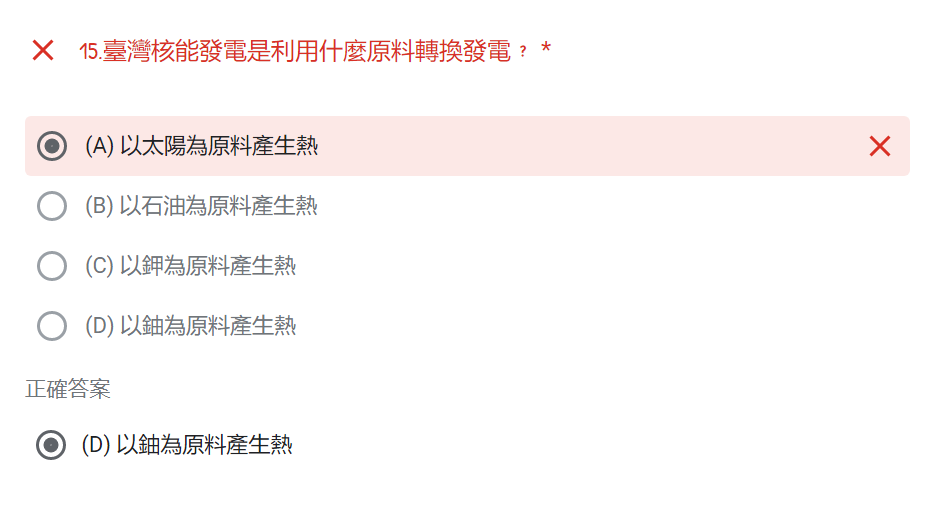 15.臺灣核能發電是利用什麼原料轉換發電？ *
(A) 以太陽為原料產生熱
(B) 以石油為原料產生熱
(C) 以鉀為原料產生熱
(D) 以鈾為原料產生熱
正確答案
(D) 以鈾為原料產生熱